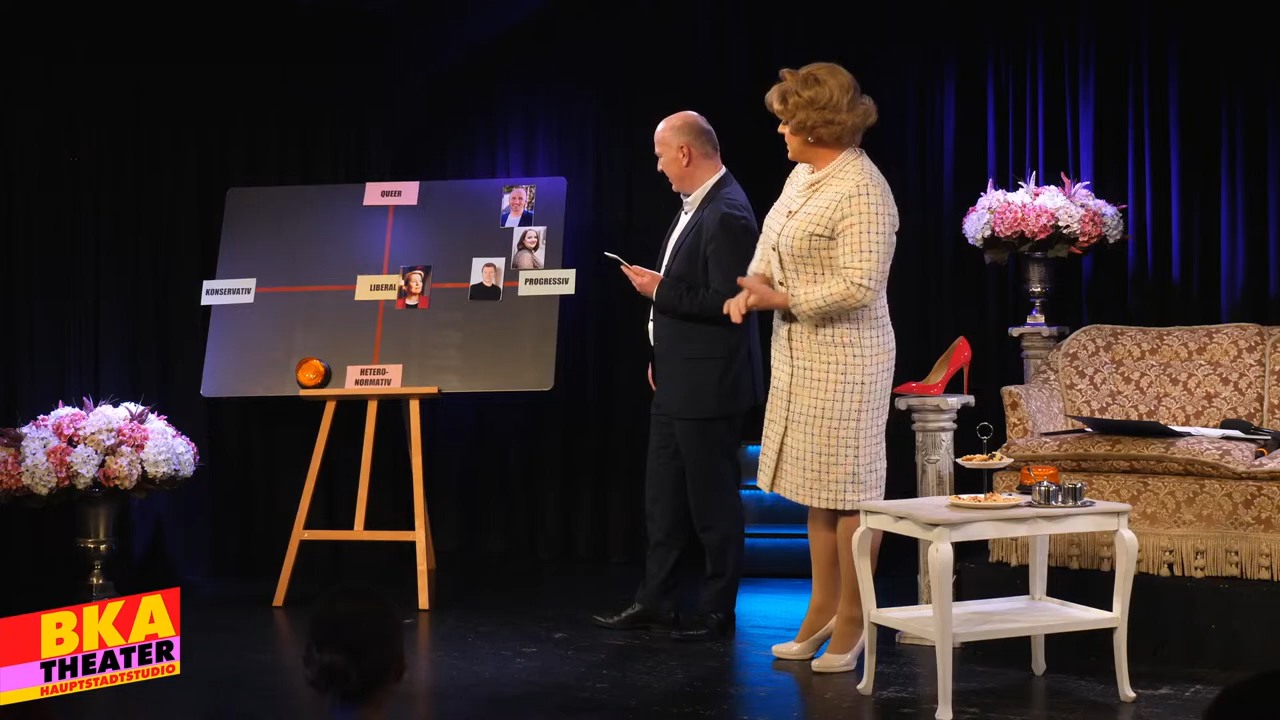 QUEER
KONSERVATIV
LIBERAL
PROGRESSIV
HETERO-
NORMATIV
BKA
THEATER
HAUPTSTADTSTUDIO